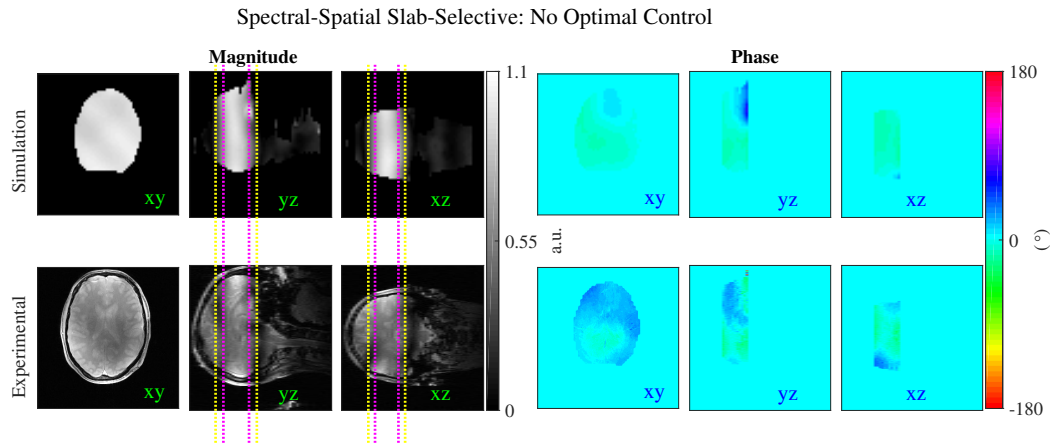 Spectral-Spatial Slab-Selective: No Optimal Control
Magnitude
Phase
Simulation
xy
yz
xz
1.1
0.55
0
a.u.
xy
yz
xz
180
0
-180
(°)
Experimental
xy
yz
xz
xy
yz
xz